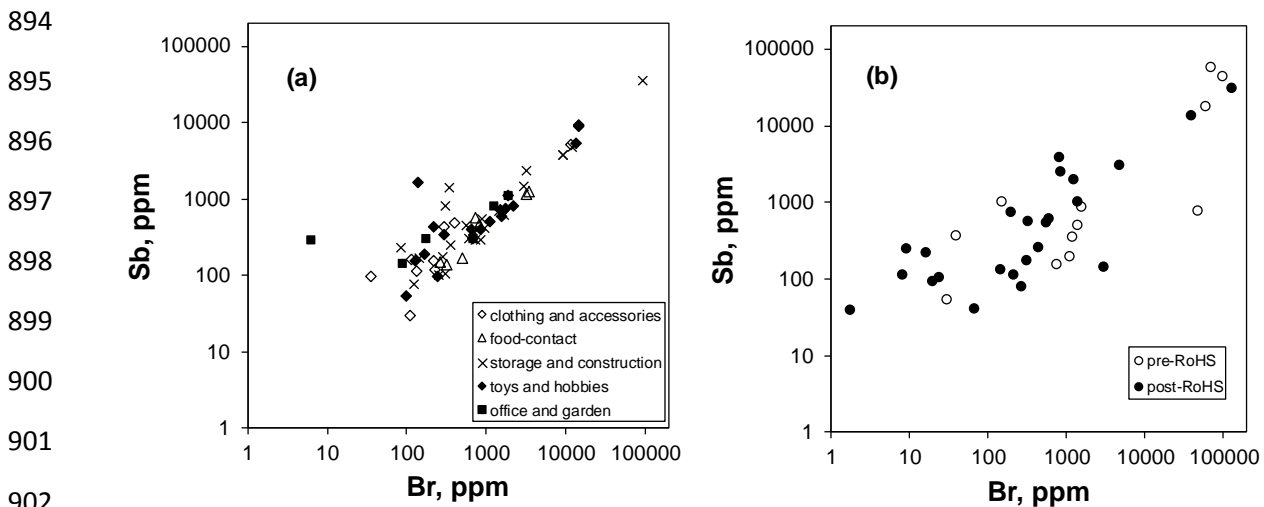 894
895
896
897
898
899
900
901
902
(a)
100000
10000
1000
100
10
1
Sb, ppm
1 10 100 1000 10000 100000
Br, ppm
clothing and accessories
food-contact
storage and construction
toys and hobbies
office and garden
(b)
100000
10000
1000
100
10
1
Sb, ppm
1 10 100 1000 10000 100000
Br, ppm
pre-RoHS
post-RoHS